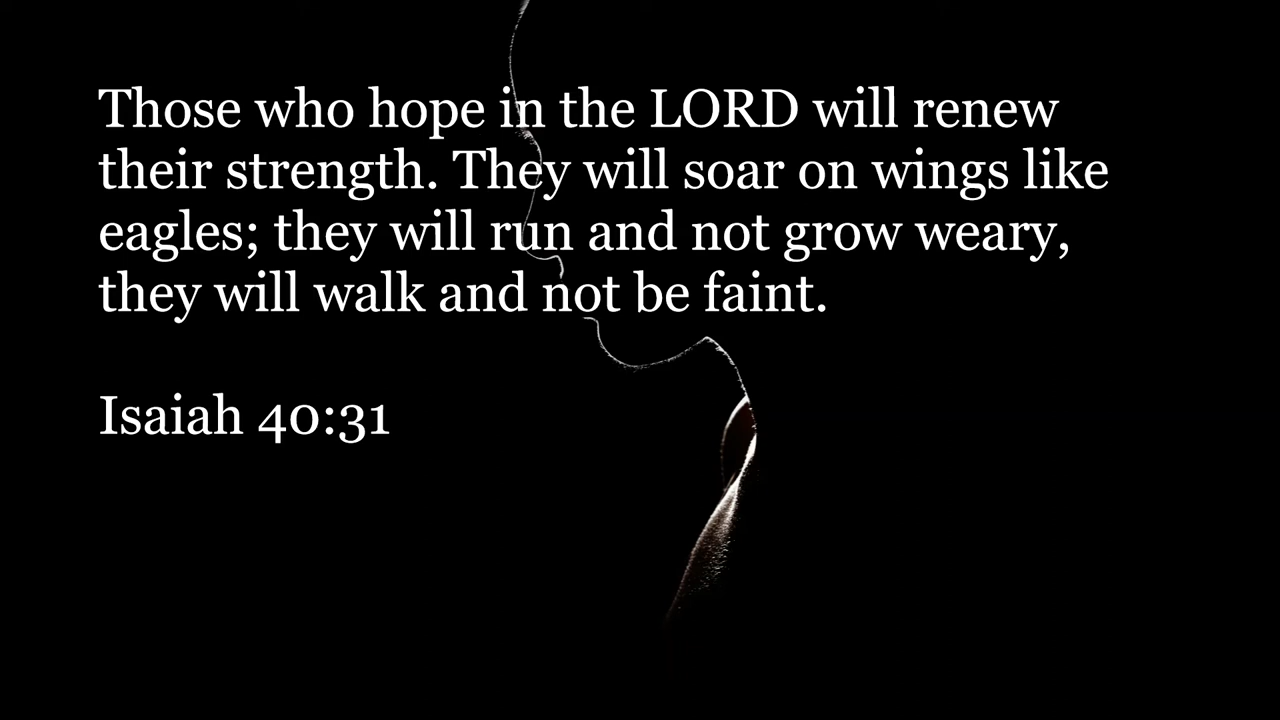 Those who hope in the LORD will renew
their strength. They will soar on wings like
eagles; they will run and not grow weary,
they will walk and not be faint.
Isaiah 40:31